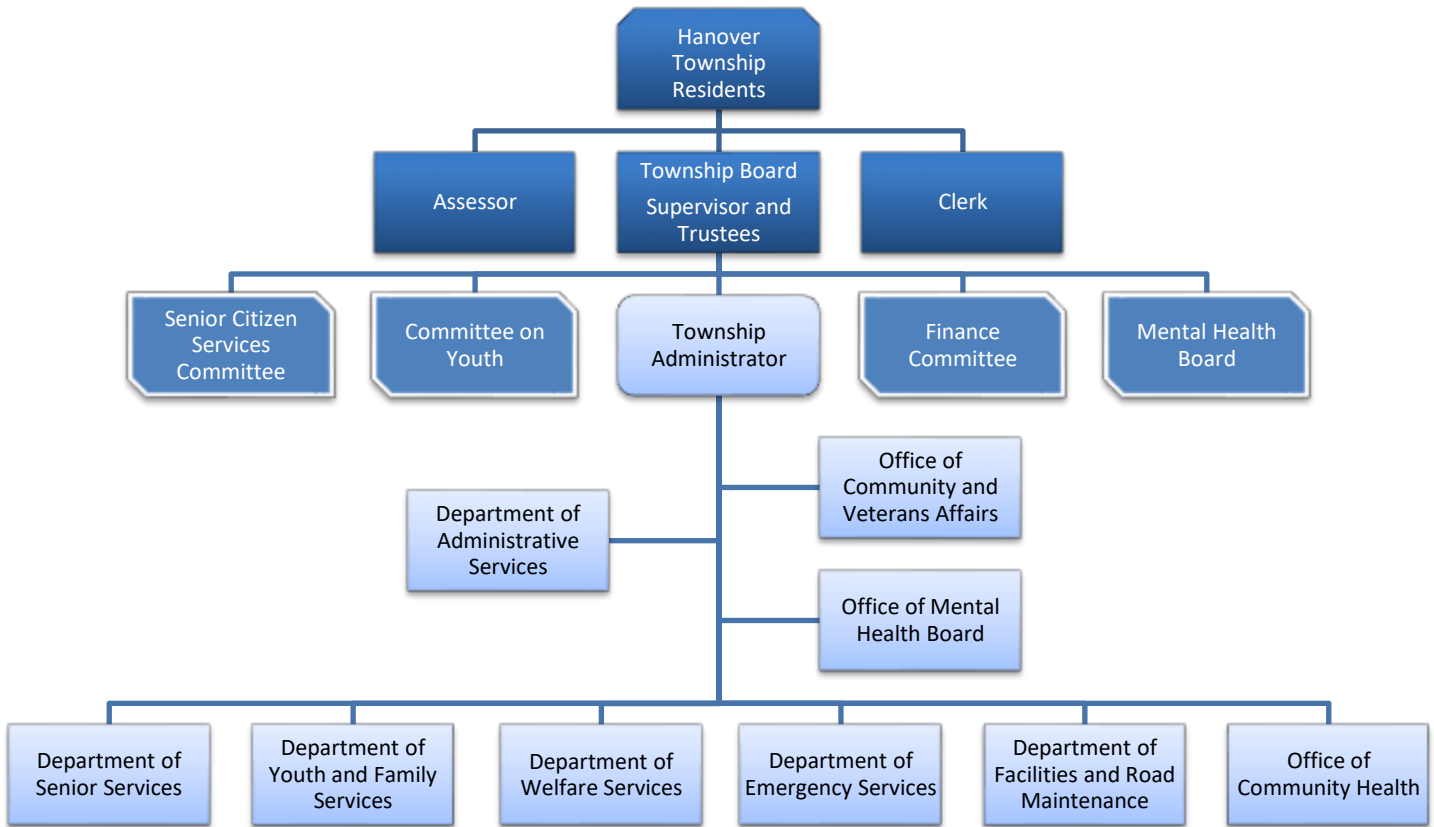 Hanover
Township
Residents
Assessor
Township Board
Supervisor and
Trustees
Clerk
Senior Citizen
Services
Committee
Committee on
Youth
Township
Administrator
Finance
Committee
Mental Health
Board
Office of
Community and
Veterans Affairs
Department of
Administrative
Services
Office of Mental
Health Board
Department of
Senior Services
Department of
Youth and Family
Services
Department of
Welfare Services
Department of
Emergency Services
Department of
Facilities and Road
Maintenance
Office of
Community Health